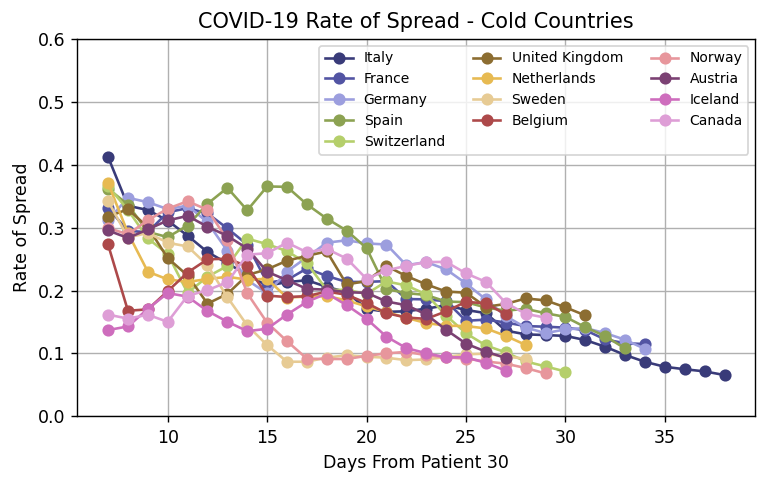 COVID-19 Rate of Spread - Cold Countries
0.6
0.5
0.4
0.3
0.2
0.1
0.0
Rate of Spread
Italy
France
Germany
Spain
Switzerland
United Kingdom
Netherlands
Sweden
Belgium
Norway
Austria
Iceland
Canada
10 15 20 25 30 35
Days From Patient 30